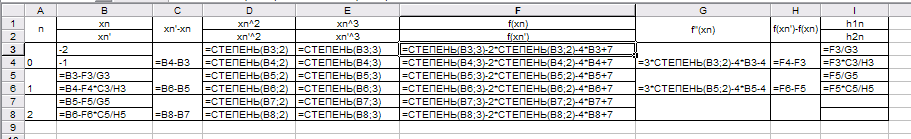 A B C D E F G H I
1 n xn xn'-xn xn^2 xn^3 f(xn) f''(xn) f(xn')-f(xn) h1n
2 xn' xn'^2 xn'^3 f(xn') h2n
3 -2 =СТЕПЕНЬ(B3;2) =СТЕПЕНЬ(B3;3) =СТЕПЕНЬ(B3;3)-2*СТЕПЕНЬ(B3;2)-4*B3+7 =F3/G3
4 0 -1 =B4-B3 =СТЕПЕНЬ(B4;2) =СТЕПЕНЬ(B4;3) =СТЕПЕНЬ(B4;3)-2*СТЕПЕНЬ(B4;2)-4*B4+7 =3*СТЕПЕНЬ(B3;2)-4*B3-4 =F4-F3 =F3*C3/H3
5 =B3-F3/G3 =СТЕПЕНЬ(B5;2) =СТЕПЕНЬ(B5;3) =СТЕПЕНЬ(B5;3)-2*СТЕПЕНЬ(B5;2)-4*B5+7 =F5/G5
6 1 =B4-F4*C3/H3 =B6-B5 =СТЕПЕНЬ(B6;2) =СТЕПЕНЬ(B6;3) =СТЕПЕНЬ(B6;3)-2*СТЕПЕНЬ(B6;2)-4*B6+7 =3*СТЕПЕНЬ(B5;2)-4*B5-4 =F6-F5 =F5*C5/H5
7 =B5-F5/G5 =СТЕПЕНЬ(B7;2) =СТЕПЕНЬ(B7;3) =СТЕПЕНЬ(B7;3)-2*СТЕПЕНЬ(B7;2)-4*B7+7
8 2 =B6-F6*C5/H5 =B8-B7 =СТЕПЕНЬ(B8;2) =СТЕПЕНЬ(B8;3) =СТЕПЕНЬ(B8;3)-2*СТЕПЕНЬ(B8;2)-4*B8+7
9